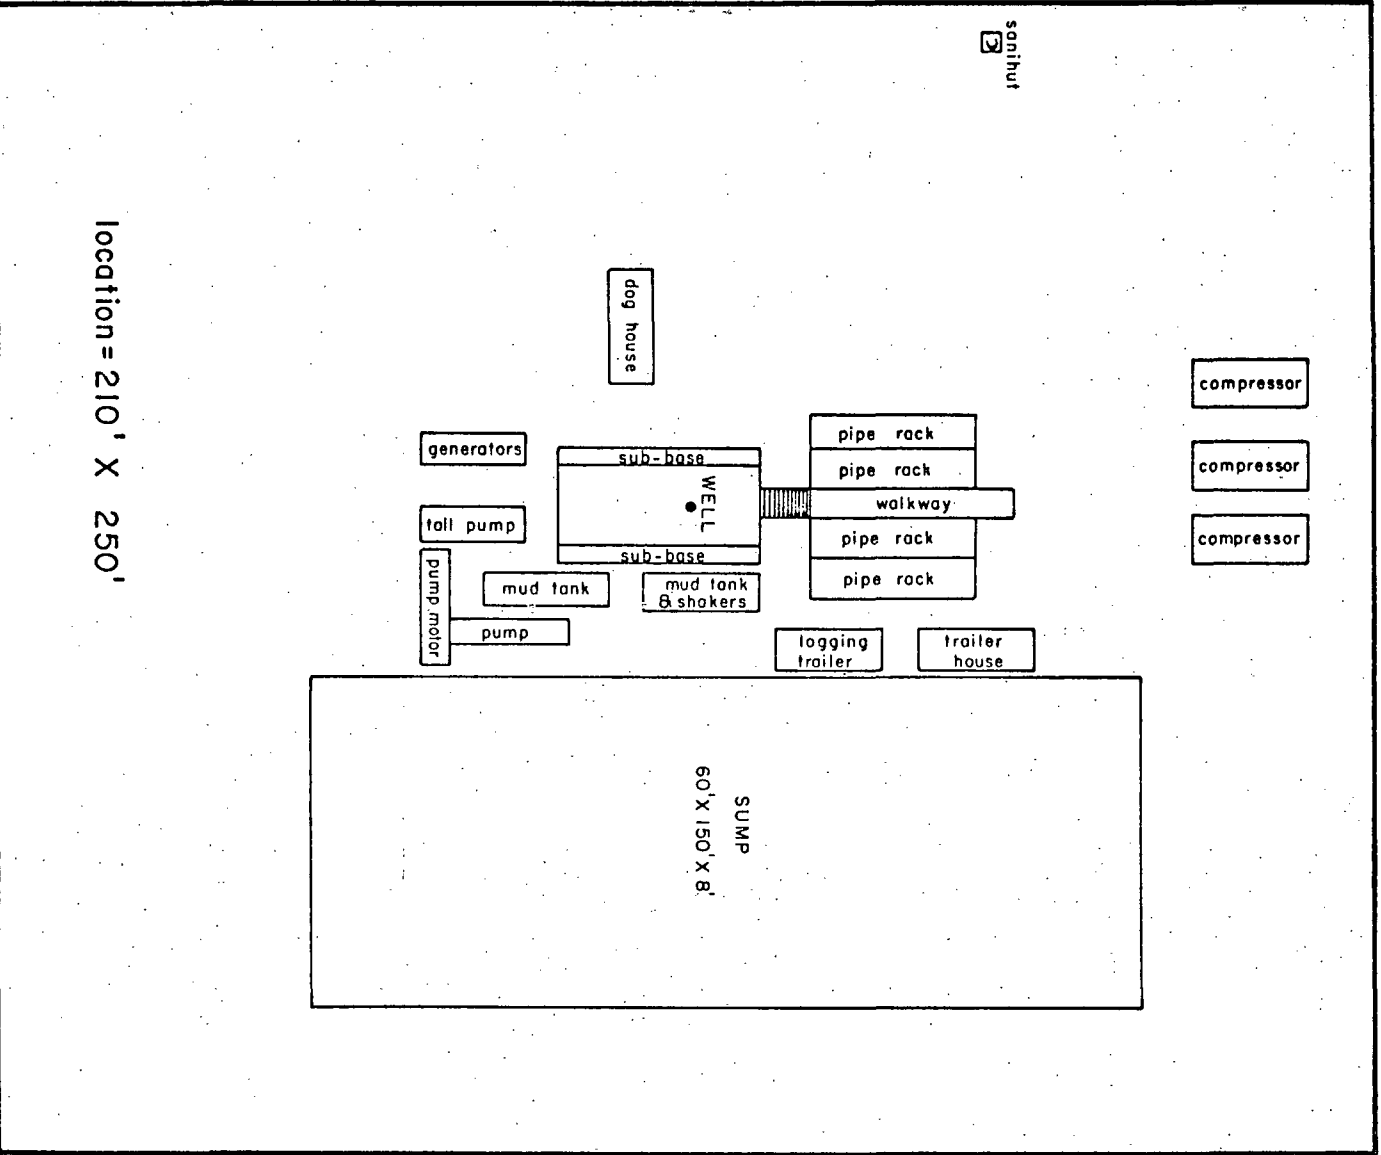 sanihut
location = 210' X 250'
dog house
compressor
compressor
compressor
generators
sub-base
WELL
sub-base
pipe rack
pipe rack
walkway
pipe rack
pipe rack
toll pump
pump motor
mud tank
mud tank
& shakers
pump
logging
trailer
trailer
house
SUMP
60' X 150' X 8'